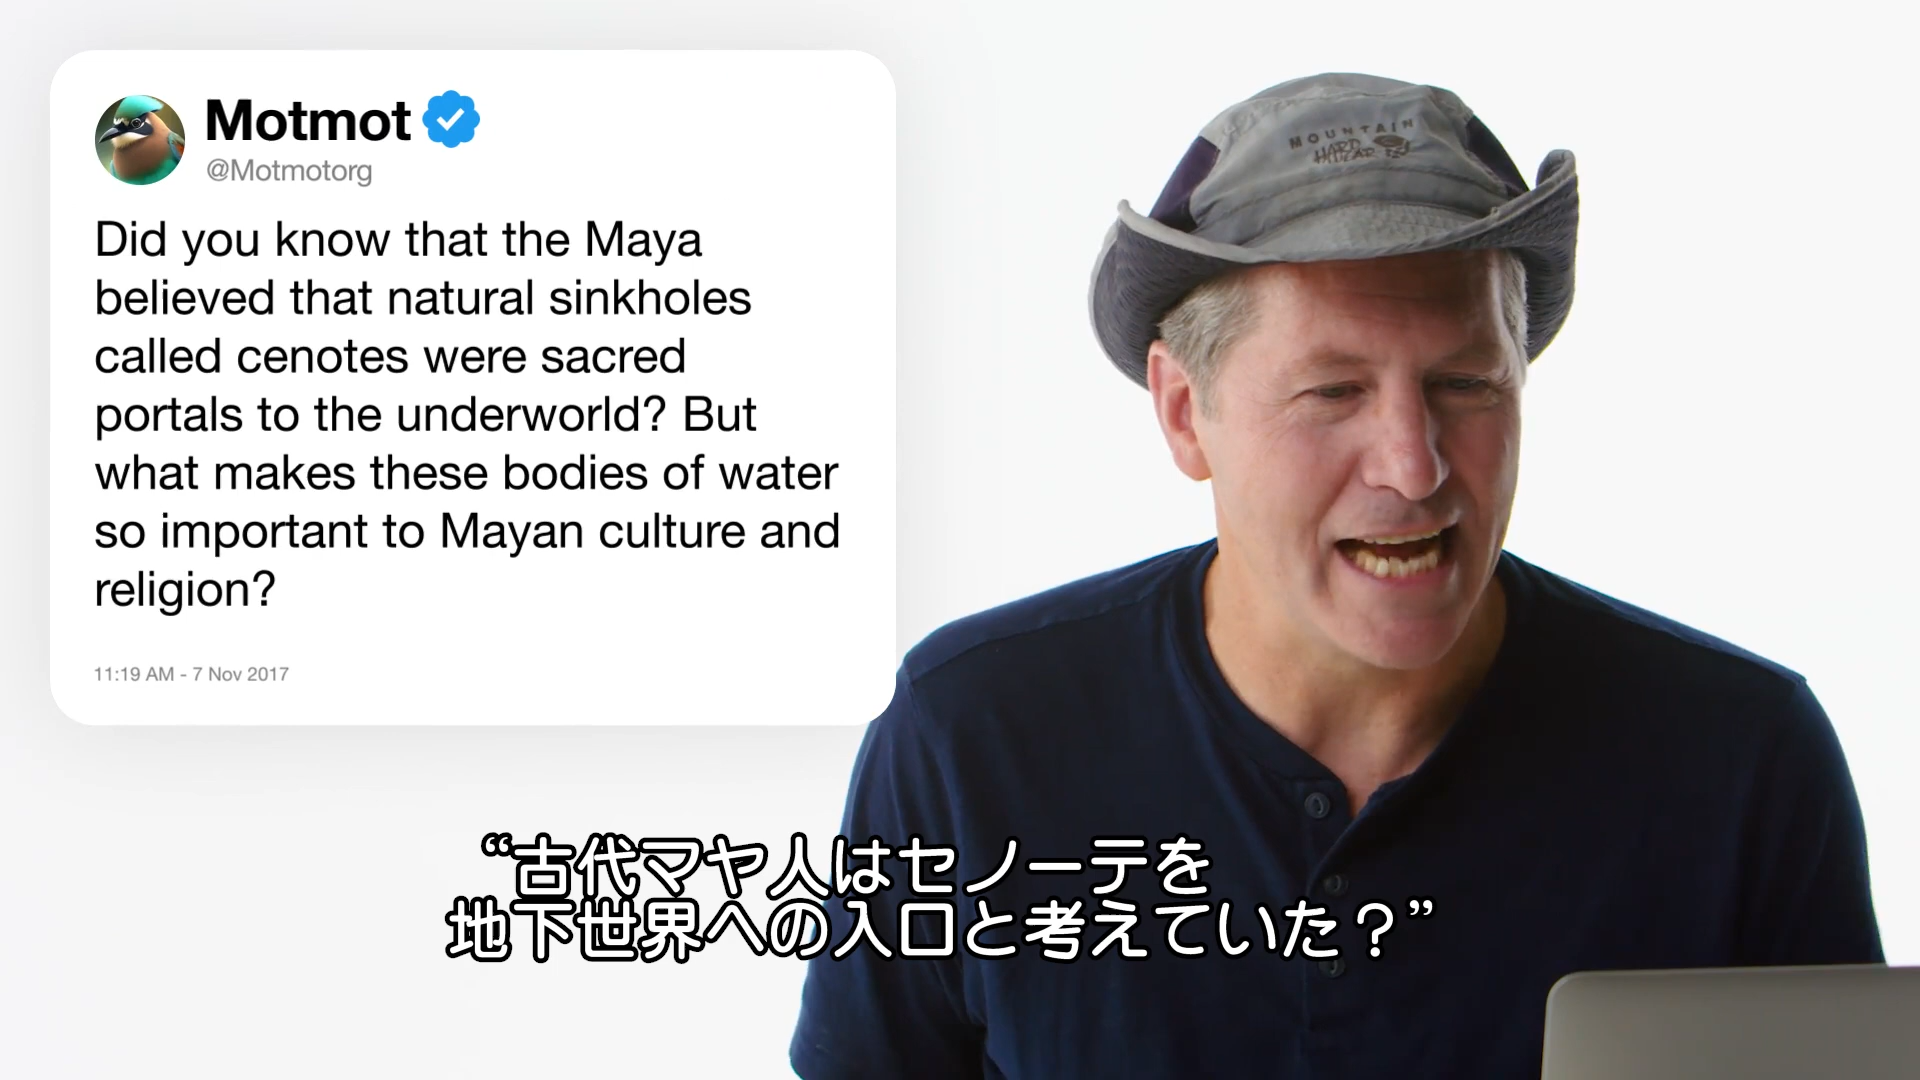 Motmot
@Motmotorg
Did you know that the Maya
believed that natural sinkholes
called cenotes were sacred
portals to the underworld? But
what makes these bodies of water
so important to Mayan culture and
religion?
11:19 AM - 7 Nov 2017
MOUNTAIN
HARD
WEAR
“古代マヤ人はセノーテを
地下世界への入口と考えていた？”